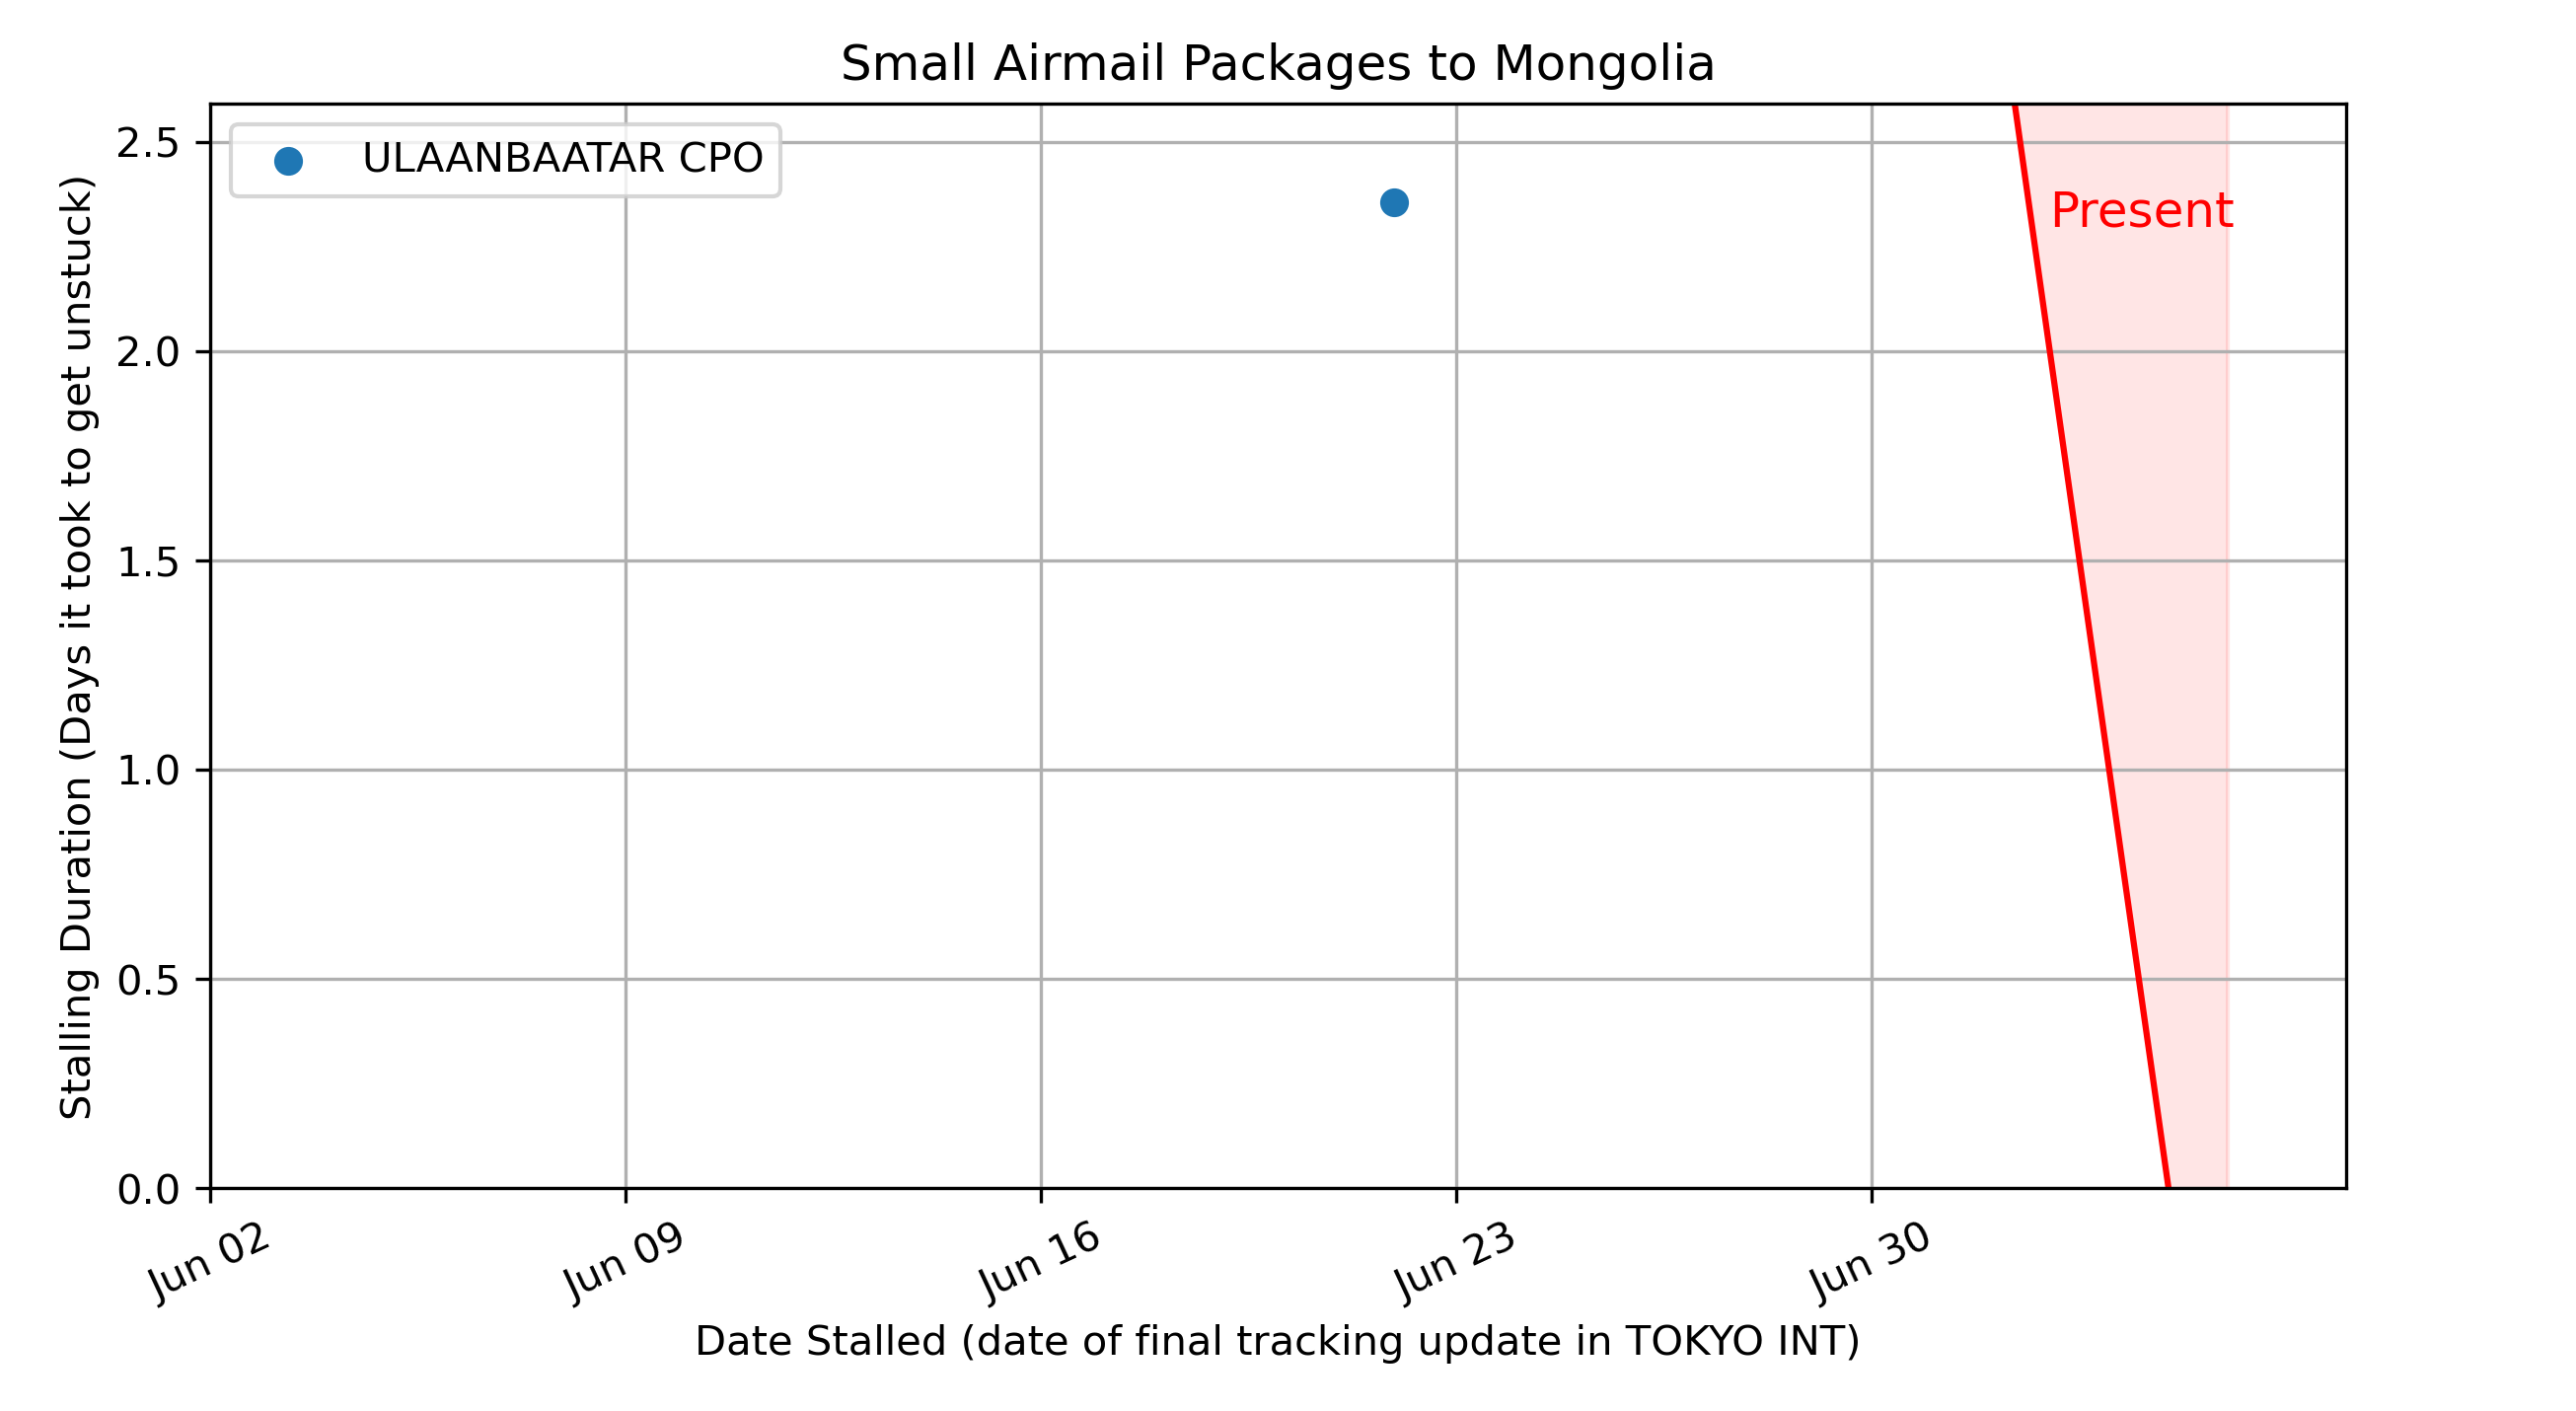 Small Airmail Packages to Mongolia
ULAANBAATAR CPO
Present
Stalling Duration (Days it took to get unstuck)
2.5
2.0
1.5
1.0
0.5
0.0
Jun 02
Jun 09
Jun 16
Jun 23
Jun 30
Date Stalled (date of final tracking update in TOKYO INT)